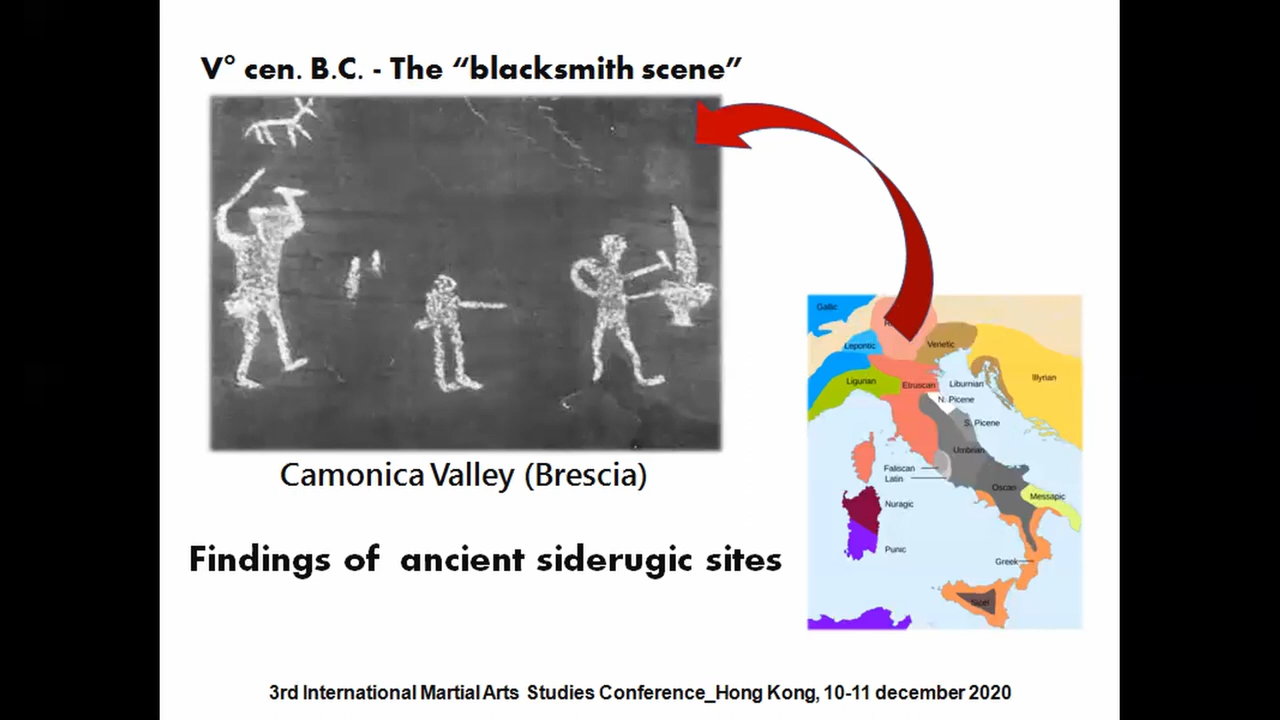 V° cen. B.C. - The “blacksmith scene”
Camonica Valley (Brescia)
Findings of ancient siderugic sites
Gallic
Lepontic
Venetic
Ligurian
Etruscan
Liburnian
Illyrian
N. Picene
S. Picene
Umbrian
Faliscan
Latin
Oscan
Messapic
Nuragic
Punic
Greek
Sicel
3rd International Martial Arts Studies Conference_Hong Kong, 10-11 december 2020